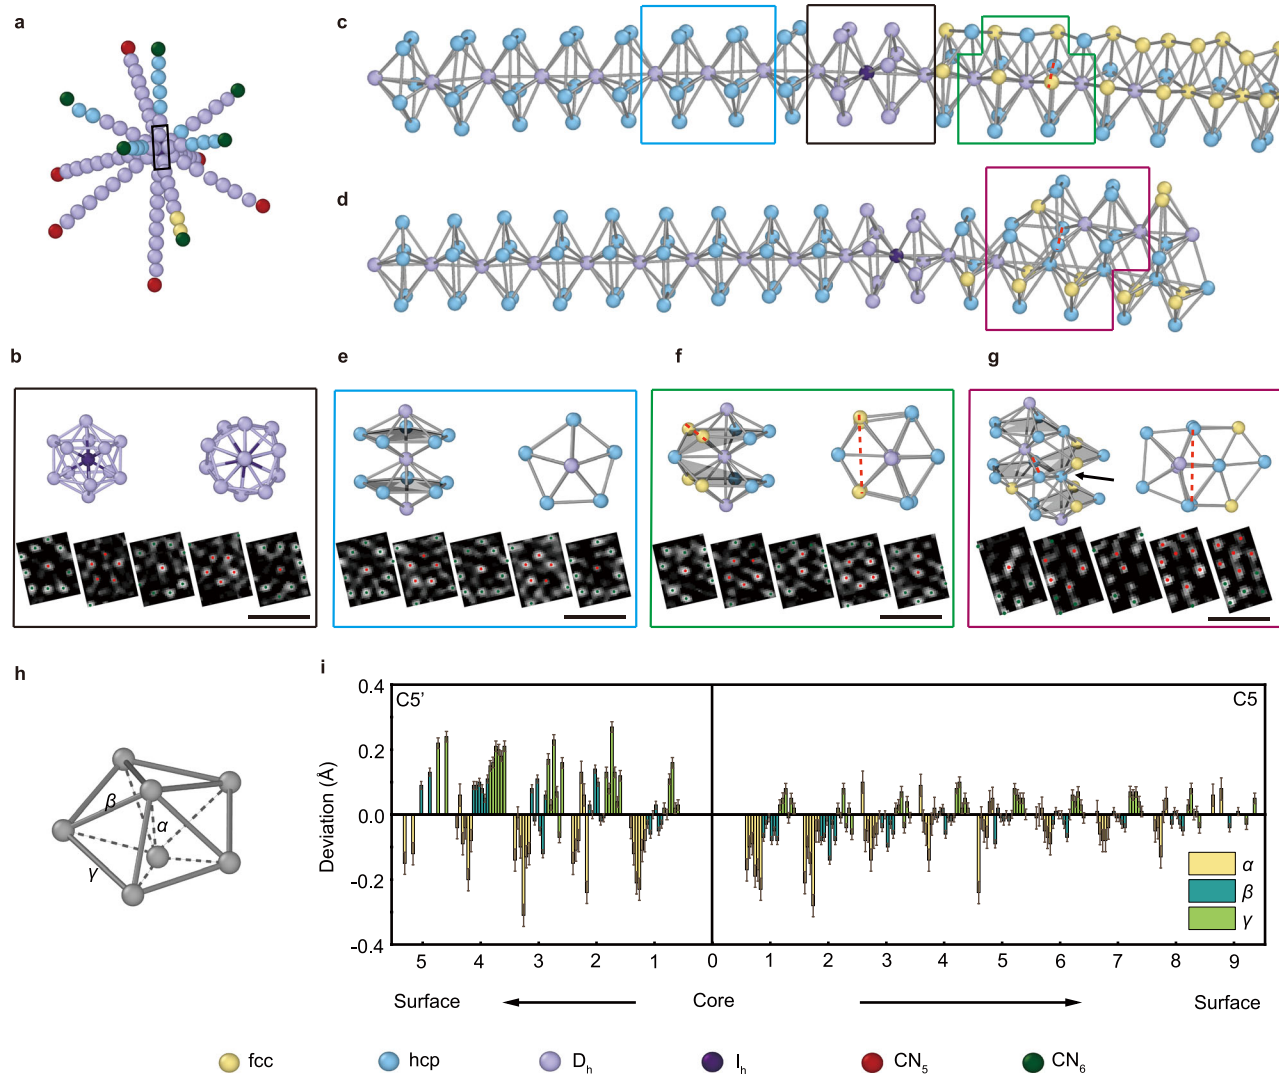 a
c
d
b
e
f
g
h
β
α
γ
i
0.4
0.2
0.0
-0.2
-0.4
Deviation (Å)
C5'
C5
α
β
γ
5 4 3 2 1 0 1 2 3 4 5 6 7 8 9
Surface Core Surface
fcc hcp Dh Ih CN5 CN6